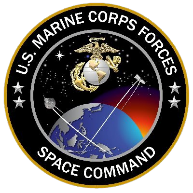 U.S. MARINE CORPS FORCES
SPACE COMMAND